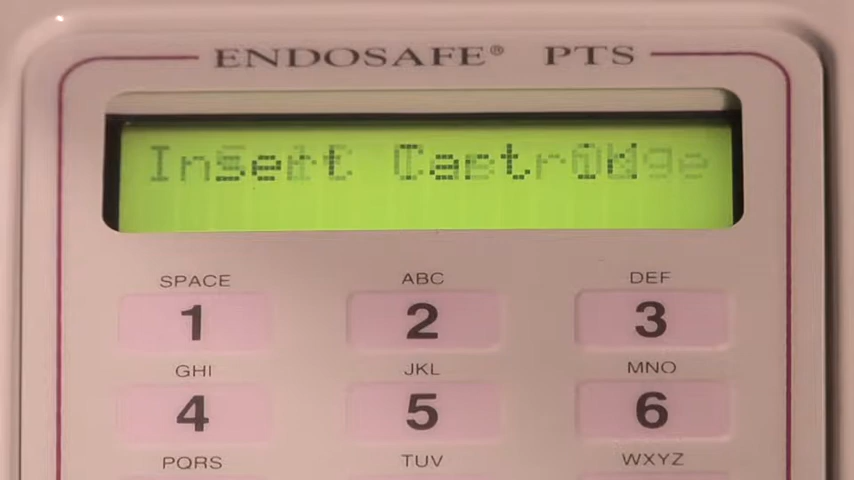 ENDOSAFE® PTS
Insert Cartridge
SPACE ABC DEF
1 2 3
GHI JKL MNO
4 5 6
PQRS TUV WXYZ